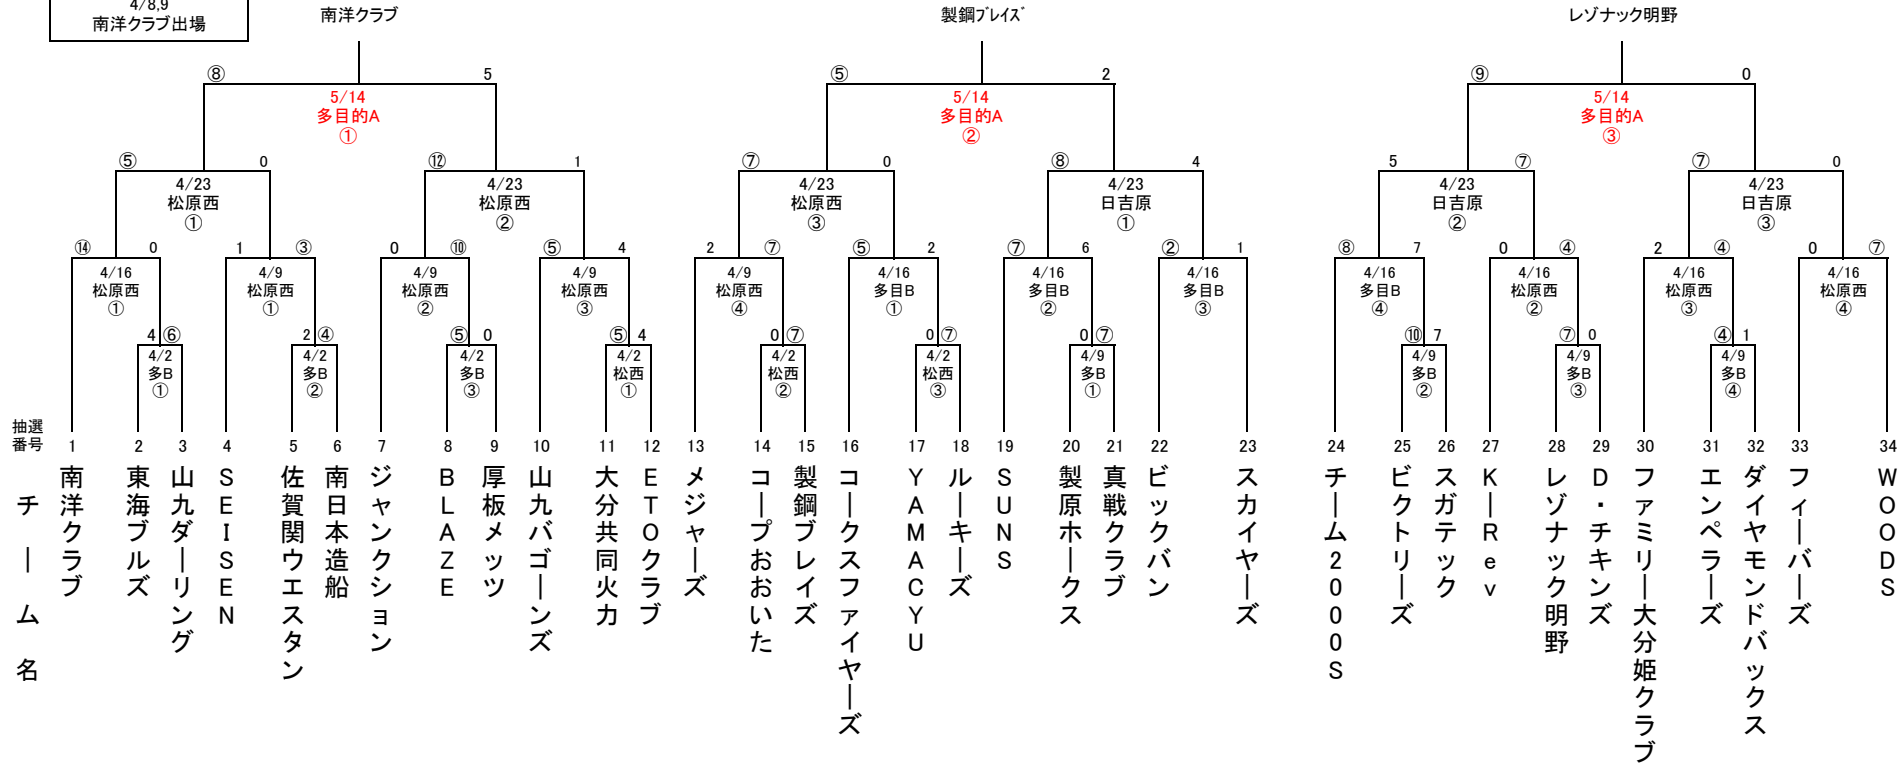 4/8,9
南洋クラブ出場
南洋クラブ
製鋼ブレイズ
レゾナック明野
⑧ 5
5/14
多目的A
①
⑤ 2
5/14
多目的A
②
⑨ 0
5/14
多目的A
③
⑤ 0
4/23
松原西
①
⑫ 1
4/23
松原西
②
⑦ 0
4/23
松原西
③
⑧ 4
4/23
日吉原
①
5 ⑦
4/23
日吉原
②
⑦ 0
4/23
日吉原
③
⑭ 0
4/16
松原西
①
1 ③
4/9
松原西
①
0 ⑩
4/9
松原西
②
⑤ 4
4/9
松原西
③
2 ⑦
4/9
松原西
④
⑤ 2
4/16
多目B
①
⑦ 6
4/16
多目B
②
② 1
4/16
多目B
③
⑧ 7
4/16
多目B
④
0 ④
4/16
松原西
②
2 ④
4/16
松原西
③
0 ⑦
4/16
松原西
④
4 ⑥
4/2
多B
①
2 ④
4/2
多B
②
⑤ 0
4/2
多B
③
⑤ 4
4/2
松西
①
0 ⑦
4/2
松西
②
0 ⑦
4/2
松西
③
0 ⑦
4/9
多B
①
⑩ 7
4/9
多B
②
⑦ 0
4/9
多B
③
④ 1
4/9
多B
④
抽選
番号 1 2 3 4 5 6 7 8 9 10 11 12 13 14 15 16 17 18 19 20 21 22 23 24 25 26 27 28 29 30 31 32 33 34
チーム名
南洋クラブ
東海ブルズ
山九ダーリング
SEISEN
佐賀関ウエスタン
南日本造船
ジャンクション
BLAZE
厚板メッツ
山九バゴーンズ
大分共同火力
ETOクラブ
メジャーズ
コープおおいた
製鋼ブレイズ
コークスファイヤーズ
YAMACYU
ルーキーズ
SUNS
製原ホークス
真戦クラブ
ビックバン
スカイヤーズ
チーム2000S
ビクトリーズ
スガテック
K－Rev
レゾナック明野
D・チキンズ
ファミリー大分姫クラブ
エンペラーズ
ダイヤモンドバックス
フィーバーズ
WOODS